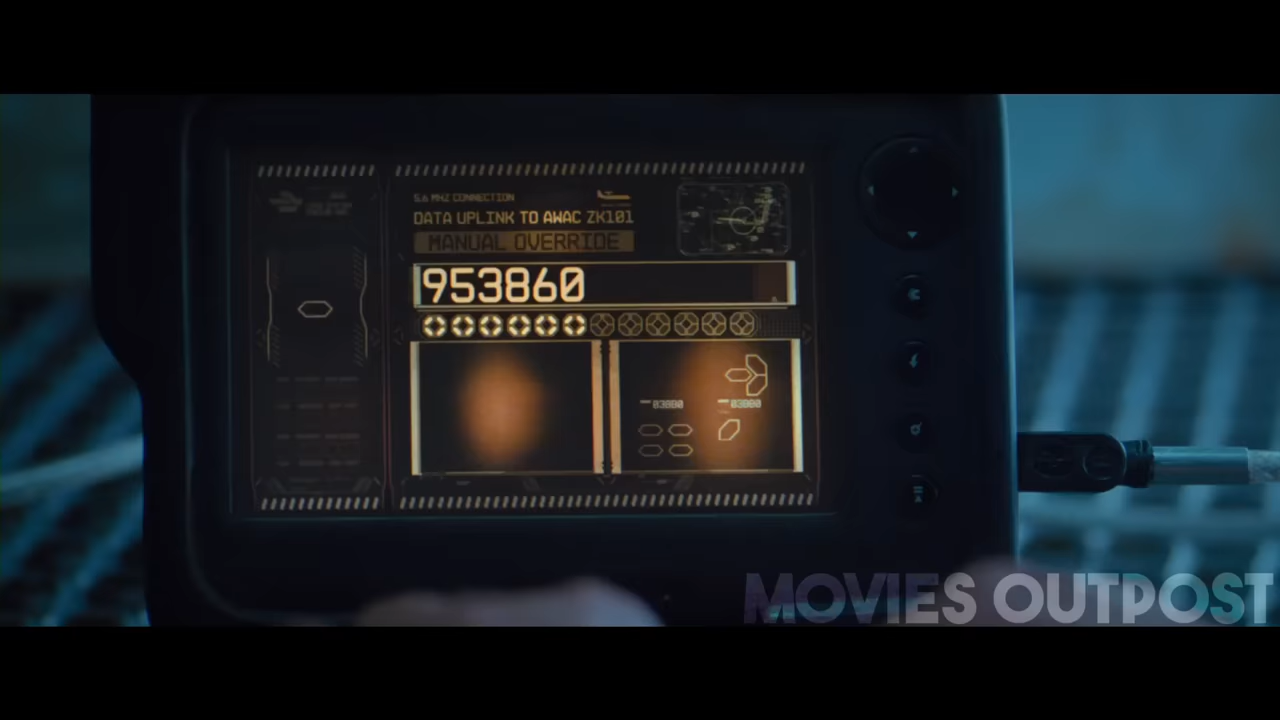 5.6 MHZ CONNECTION
DATA UPLINK TO AWAC ZK101
MANUAL OVERRIDE
953860
MOVIES OUTPOST